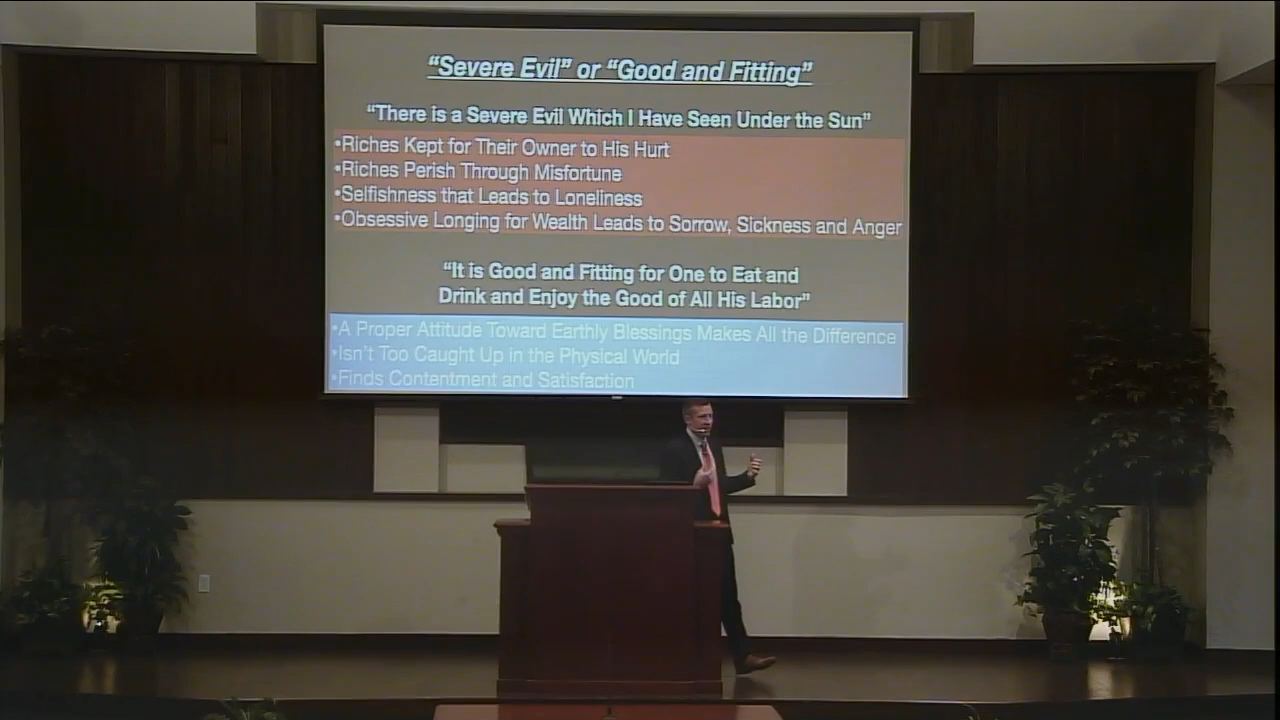 “Severe Evil” or “Good and Fitting”
“There is a Severe Evil Which I Have Seen Under the Sun”
•Riches Kept for Their Owner to His Hurt
•Riches Perish Through Misfortune
•Selfishness that Leads to Loneliness
•Obsessive Longing for Wealth Leads to Sorrow, Sickness and Anger
“It is Good and Fitting for One to Eat and
Drink and Enjoy the Good of All His Labor”
•A Proper Attitude Toward Earthly Blessings Makes All the Difference
•Isn't Too Caught Up in the Physical World
•Finds Contentment and Satisfaction